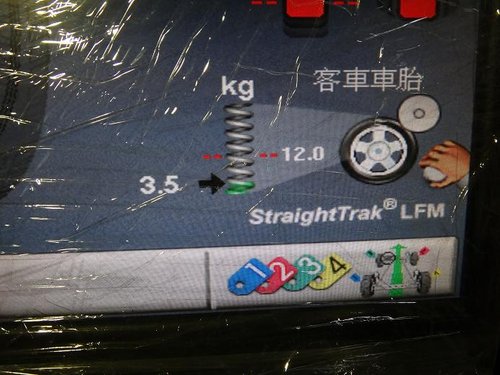 客車車胎
kg
12.0
3.5
StraightTrak® LFM
1 2 3 4